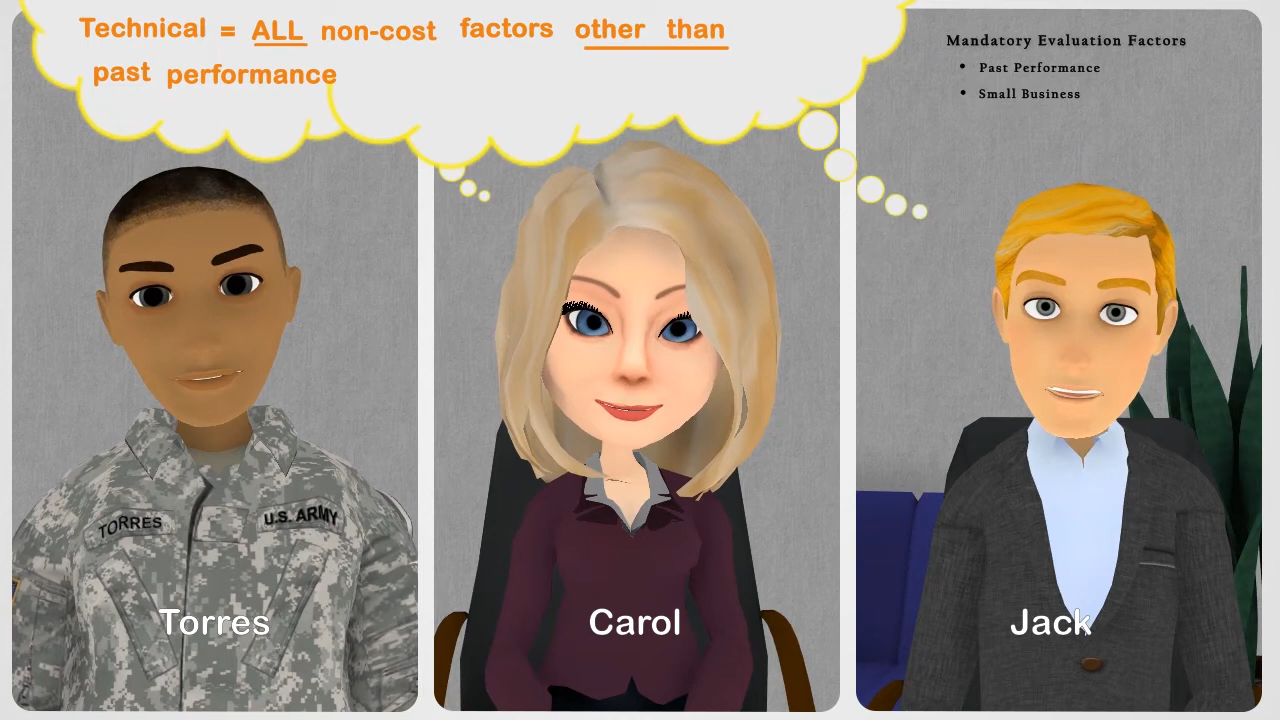 Technical = ALL non-cost factors other than
past performance
Mandatory Evaluation Factors
• Past Performance
• Small Business
TORRES
U.S. ARMY
Torres
Carol
Jack